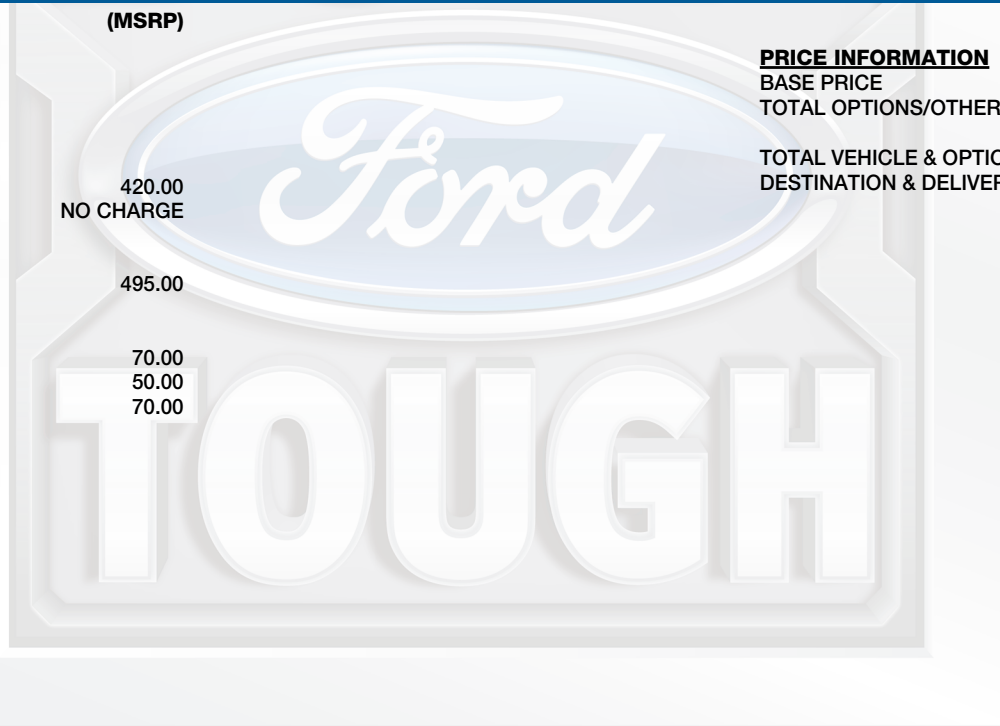 (MSRP)
420.00
NO CHARGE
495.00
70.00
50.00
70.00
PRICE INFORMATION
BASE PRICE
TOTAL OPTIONS/OTHER
TOTAL VEHICLE & OPTIO
DESTINATION & DELIVER
Ford
TOUGH